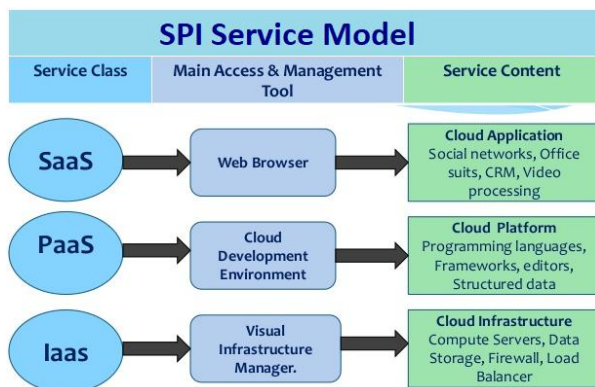 SPI Service Model
Service Class
Main Access & Management
Tool
Service Content
SaaS
Web Browser
Cloud Application
Social networks, Office
suits, CRM, Video
processing
PaaS
Cloud
Development
Environment
Cloud Platform
Programming languages,
Frameworks, editors,
Structured data
Iaas
Visual
Infrastructure
Manager.
Cloud Infrastructure
Compute Servers, Data
Storage, Firewall, Load
Balancer